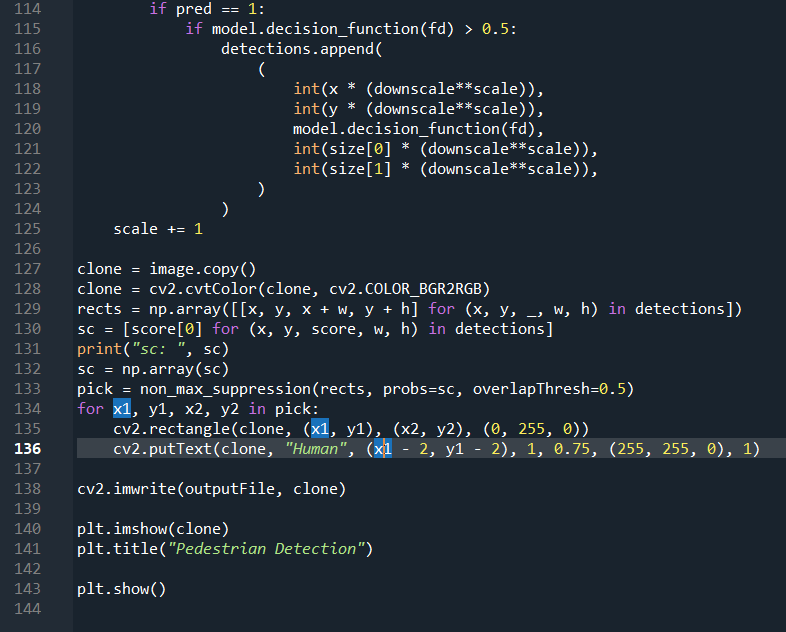 114         if pred == 1:
115             if model.decision_function(fd) > 0.5:
116                 detections.append(
117                     (
118                         int(x * (downscale**scale)),
119                         int(y * (downscale**scale)),
120                         model.decision_function(fd),
121                         int(size[0] * (downscale**scale)),
122                         int(size[1] * (downscale**scale)),
123                     )
124                 )
125     scale += 1
126
127 clone = image.copy()
128 clone = cv2.cvtColor(clone, cv2.COLOR_BGR2RGB)
129 rects = np.array([[x, y, x + w, y + h] for (x, y, _, w, h) in detections])
130 sc = [score[0] for (x, y, score, w, h) in detections]
131 print("sc: ", sc)
132 sc = np.array(sc)
133 pick = non_max_suppression(rects, probs=sc, overlapThresh=0.5)
134 for x1, y1, x2, y2 in pick:
135     cv2.rectangle(clone, (x1, y1), (x2, y2), (0, 255, 0))
136     cv2.putText(clone, "Human", (x1 - 2, y1 - 2), 1, 0.75, (255, 255, 0), 1)
137
138 cv2.imwrite(outputFile, clone)
139
140 plt.imshow(clone)
141 plt.title("Pedestrian Detection")
142
143 plt.show()
144